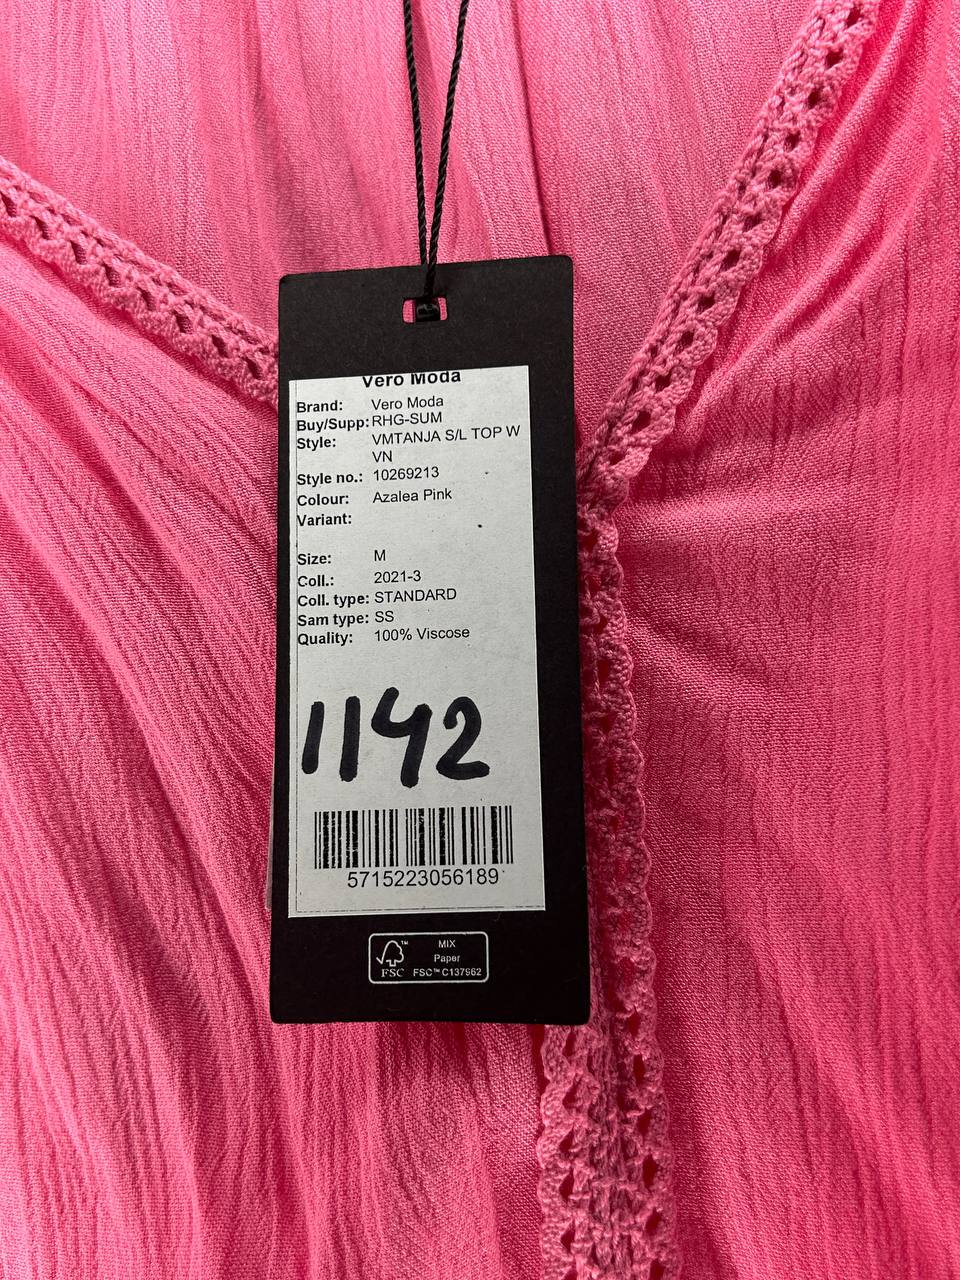 Vero Moda
Brand: Vero Moda
Buy/Supp: RHG-SUM
Style: VMTANJA S/L TOP W
VN
Style no.: 10269213
Colour: Azalea Pink
Variant:
Size: M
Coll.: 2021-3
Coll. type: STANDARD
Sam type: SS
Quality: 100% Viscose
1142
5715223056189
MIX
Paper
FSC™ FSC™ C137962